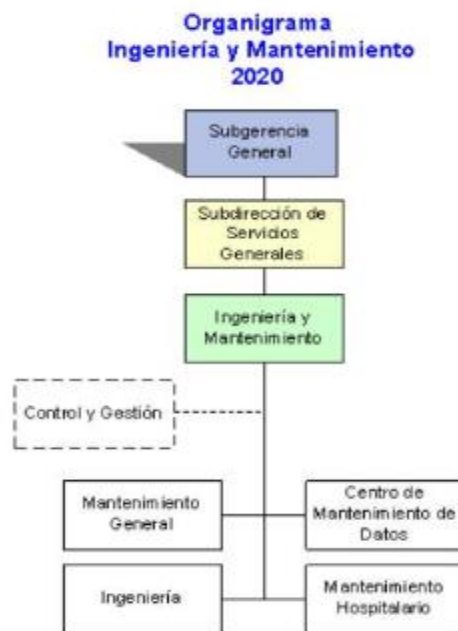 Organigrama
Ingeniería y Mantenimiento
2020
Subgerencia
General
Subdirección de
Servicios
Generales
Ingeniería y
Mantenimiento
Control y Gestión
Mantenimiento
General
Centro de
Mantenimiento de
Datos
Ingeniería
Mantenimiento
Hospitalario